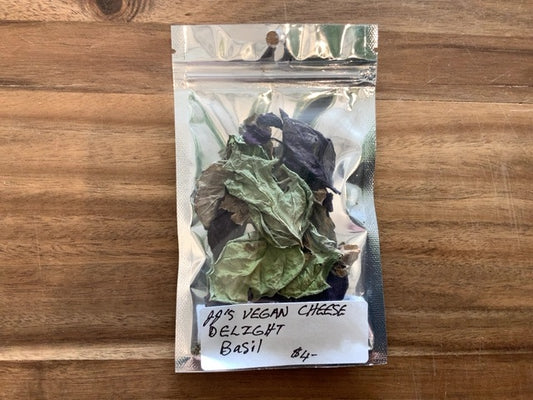 JJ'S VEGAN CHEESE
DELIGHT
Basil $4-